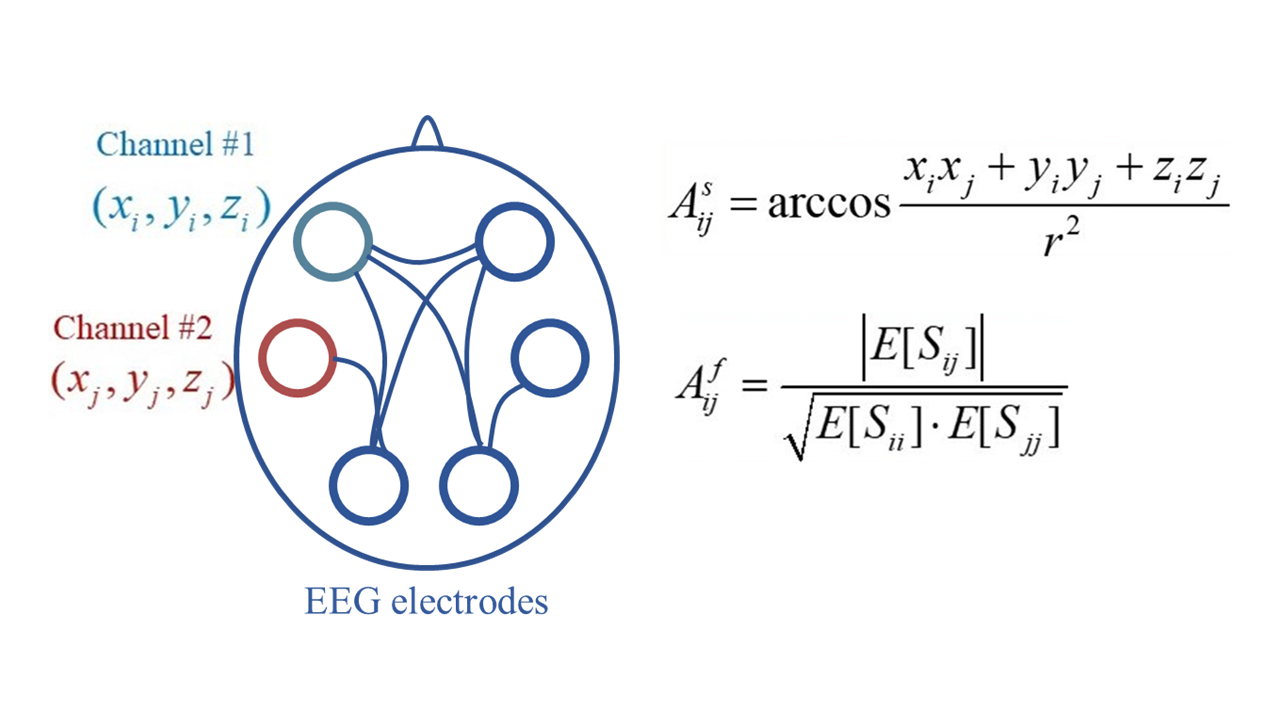 Channel #1
(x_i, y_i, z_i)
Channel #2
(x_j, y_j, z_j)
EEG electrodes
A_{ij}^s = arccos \frac{x_i x_j + y_i y_j + z_i z_j}{r^2}
A_{ij}^f = \frac{|E[S_{ij}]|}{\sqrt{E[S_{ii}] \cdot E[S_{jj}]}}